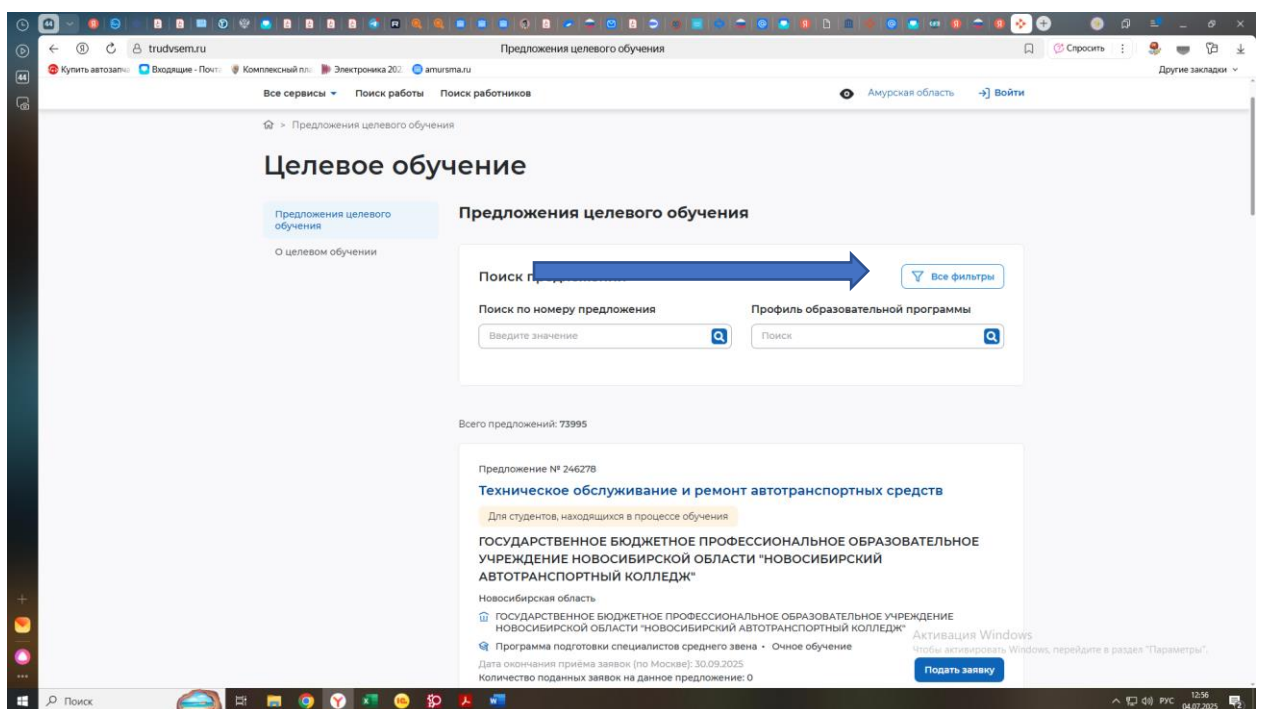 44
trudvsem.ru
Предложения целевого обучения
Спросить
Купить автозапча
Входящие - Почт
Комплексный пл
Электроника 202
amursma.ru
Другие закладки
44
Все сервисы
Поиск работы
Поиск работников
Амурская область
Войти
> Предложения целевого обучения
Целевое обучение
Предложения целевого
обучения
О целевом обучении
Предложения целевого обучения
Поиск
Все фильтры
Поиск по номеру предложения
Профиль образовательной программы
Введите значение
Поиск
Всего предложений: 73995
Предложение № 246278
Техническое обслуживание и ремонт автотранспортных средств
Для студентов, находящихся в процессе обучения
ГОСУДАРСТВЕННОЕ БЮДЖЕТНОЕ ПРОФЕССИОНАЛЬНОЕ ОБРАЗОВАТЕЛЬНОЕ
УЧРЕЖДЕНИЕ НОВОСИБИРСКОЙ ОБЛАСТИ "НОВОСИБИРСКИЙ
АВТОТРАНСПОРТНЫЙ КОЛЛЕДЖ"
Новосибирская область
ГОСУДАРСТВЕННОЕ БЮДЖЕТНОЕ ПРОФЕССИОНАЛЬНОЕ ОБРАЗОВАТЕЛЬНОЕ УЧРЕЖДЕНИЕ
НОВОСИБИРСКОЙ ОБЛАСТИ "НОВОСИБИРСКИЙ АВТОТРАНСПОРТНЫЙ КОЛЛЕДЖ"
Программа подготовки специалистов среднего звена • Очное обучение
Дата окончания приёма заявок (по Москве): 30.09.2025
Количество поданных заявок на данное предложение: 0
Подать заявку
Активация Windows
Чтобы активировать Windows, перейдите в раздел "Параметры".
Поиск
РУС
12:56
04.07.2025